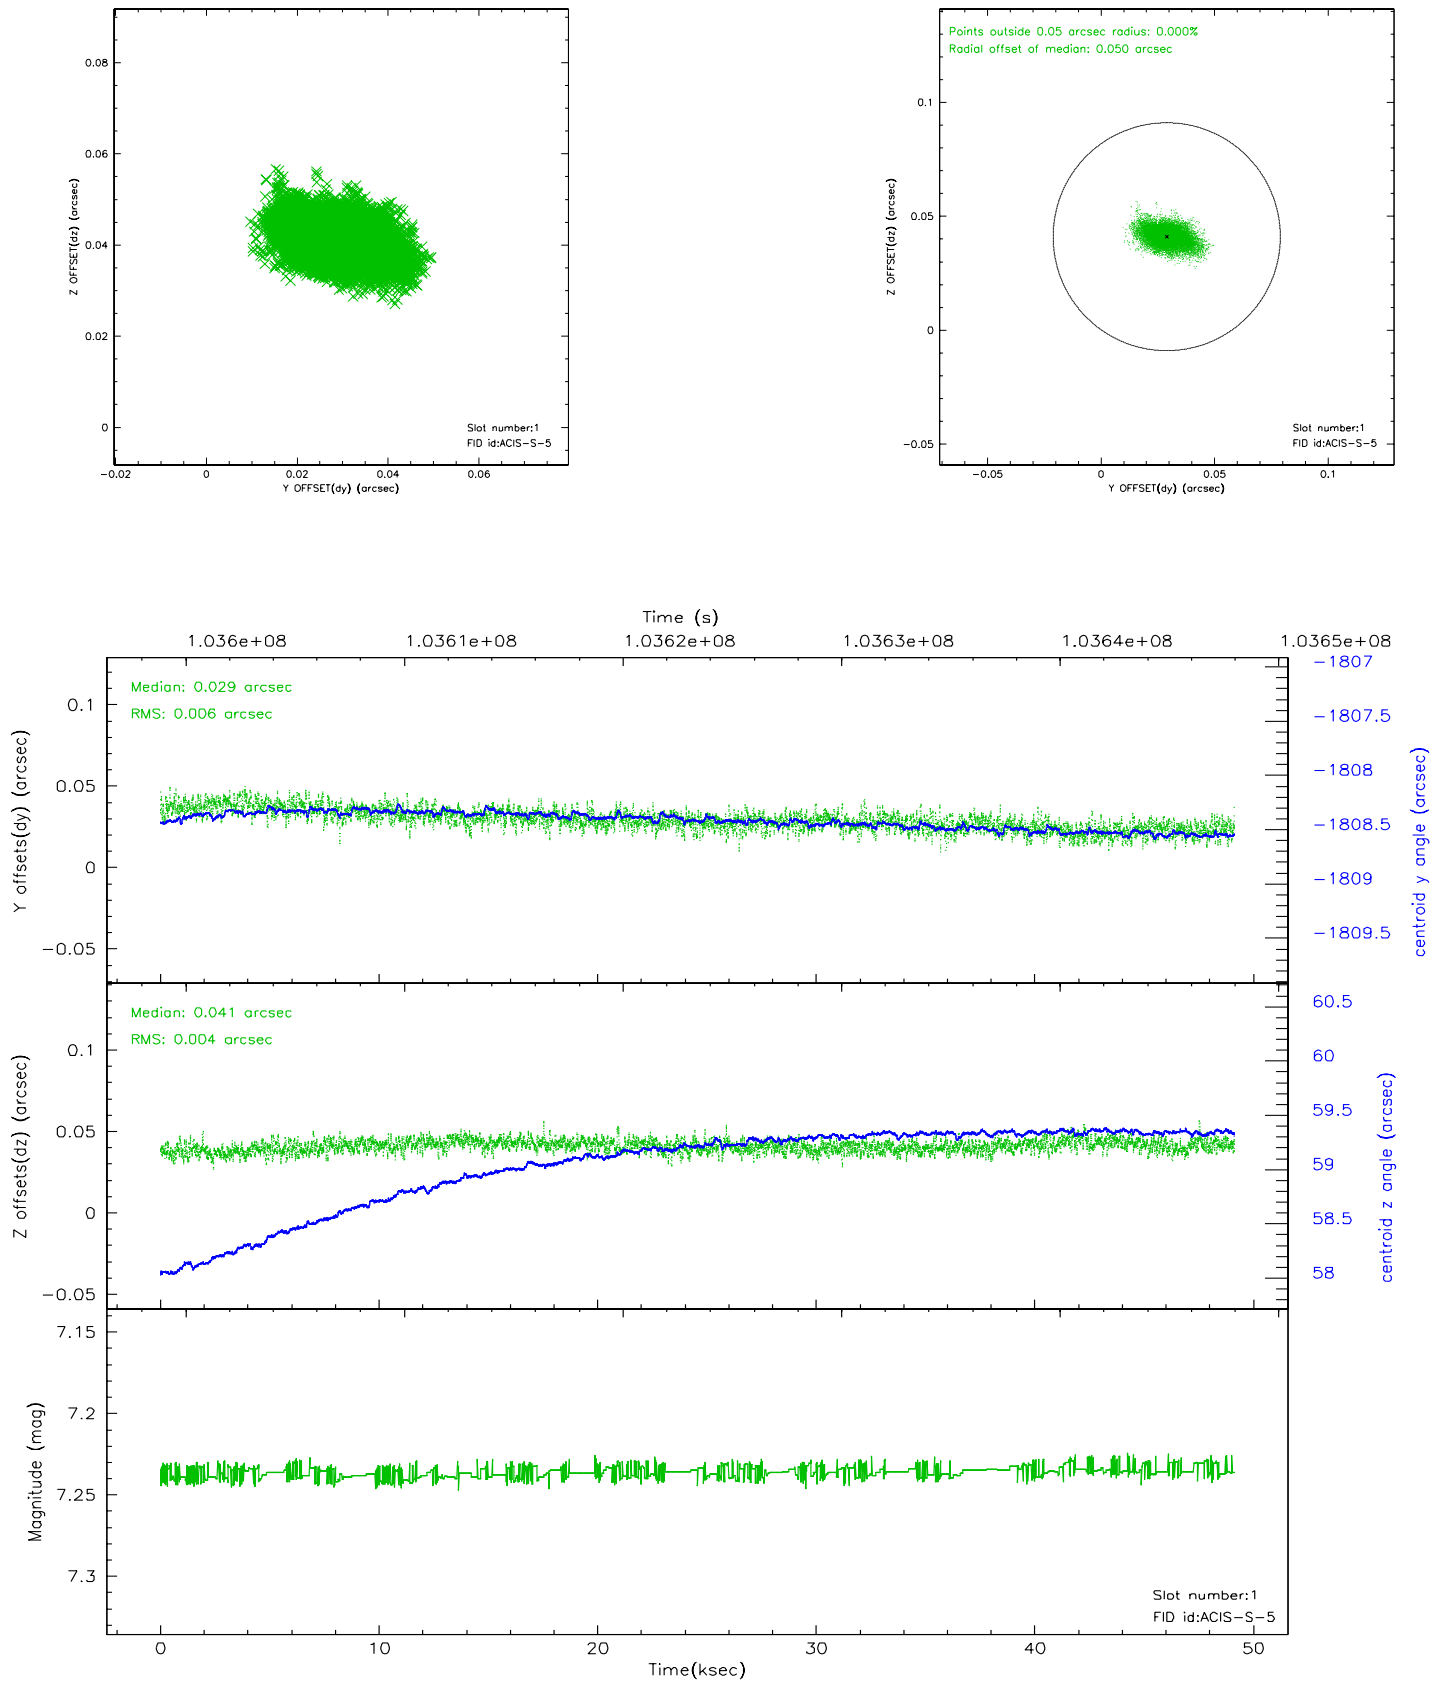 0.08
0.06
0.04
0.02
0
Z OFFSET(dz) (arcsec)
Slot number:1
FID id:ACIS-S-5
-0.02 0 0.02 0.04 0.06
Y OFFSET(dy) (arcsec)
Points outside 0.05 arcsec radius: 0.000%
Radial offset of median: 0.050 arcsec
0.1
0.05
0
-0.05
Z OFFSET(dz) (arcsec)
Slot number:1
FID id:ACIS-S-5
-0.05 0 0.05 0.1
Y OFFSET(dy) (arcsec)
Time (s)
1.036e+08 1.0361e+08 1.0362e+08 1.0363e+08 1.0364e+08 1.0365e+08
Median: 0.029 arcsec
RMS: 0.006 arcsec
0.1
0.05
0
-0.05
Y offsets(dy) (arcsec)
-1807
-1807.5
-1808
-1808.5
-1809
-1809.5
centroid y angle (arcsec)
Median: 0.041 arcsec
RMS: 0.004 arcsec
0.1
0.05
0
-0.05
Z offsets(dz) (arcsec)
60.5
60
59.5
59
58.5
58
centroid z angle (arcsec)
7.15
7.2
7.25
7.3
Magnitude (mag)
Slot number:1
FID id:ACIS-S-5
0 10 20 30 40 50
Time(ksec)